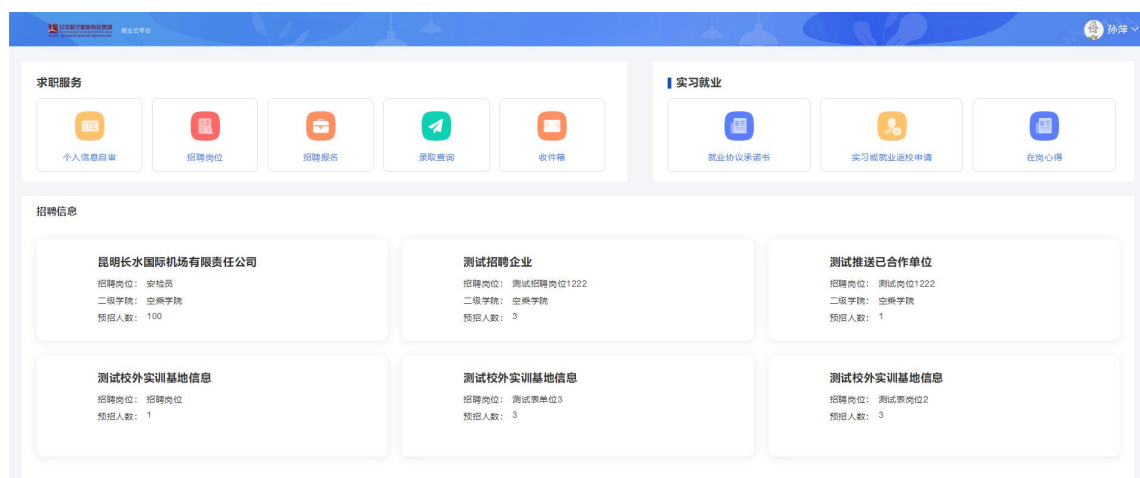 就业云平台
孙萍
求职服务
个人信息自审
招聘岗位
招聘报名
录取查询
收件箱
实习就业
就业协议承诺书
实习或就业返校申请
在岗心得
招聘信息
昆明长水国际机场有限责任公司
招聘岗位: 安检员
二级学院: 空乘学院
预招人数: 100
测试招聘企业
招聘岗位: 测试招聘岗位1222
二级学院: 空乘学院
预招人数: 3
测试推送已合作单位
招聘岗位: 测试岗位1222
二级学院: 空乘学院
预招人数: 1
测试校外实训基地信息
招聘岗位: 招聘岗位
预招人数: 1
测试校外实训基地信息
招聘岗位: 测试表单位3
预招人数: 3
测试校外实训基地信息
招聘岗位: 测试表岗位2
预招人数: 3